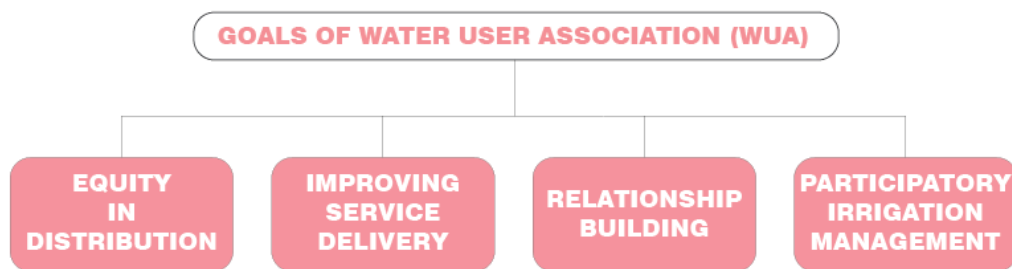 GOALS OF WATER USER ASSOCIATION (WUA)
EQUITY
IN
DISTRIBUTION
IMPROVING
SERVICE
DELIVERY
RELATIONSHIP
BUILDING
PARTICIPATORY
IRRIGATION
MANAGEMENT